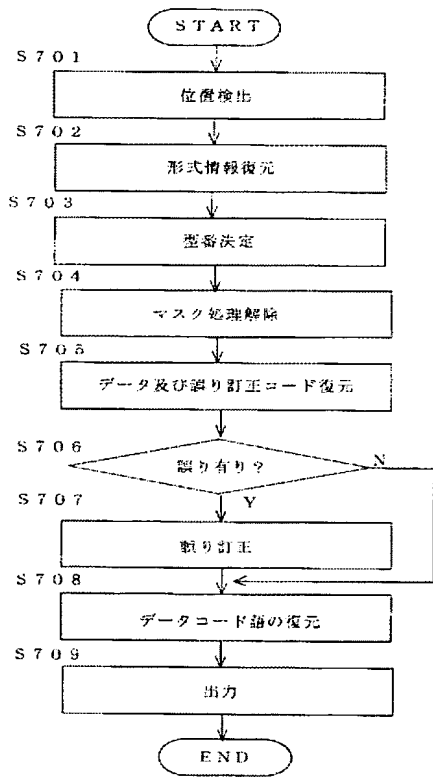 START
S701
位置検出
S702
形式情報復元
S703
型番決定
S704
マスク処理解除
S705
データ及び誤り訂正コード復元
S706
誤り有り?
N
Y
S707
誤り訂正
S708
データコード語の復元
S709
出力
END